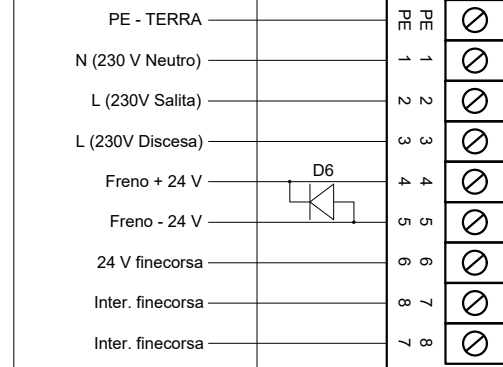 PE - TERRA PE PE
N (230 V Neutro) 1 1
L (230V Salita) 2 2
L (230V Discesa) 3 3
D6
Freno + 24 V 4 4
Freno - 24 V 5 5
24 V finecorsa 6 6
Inter. finecorsa 8 7
Inter. finecorsa 7 8